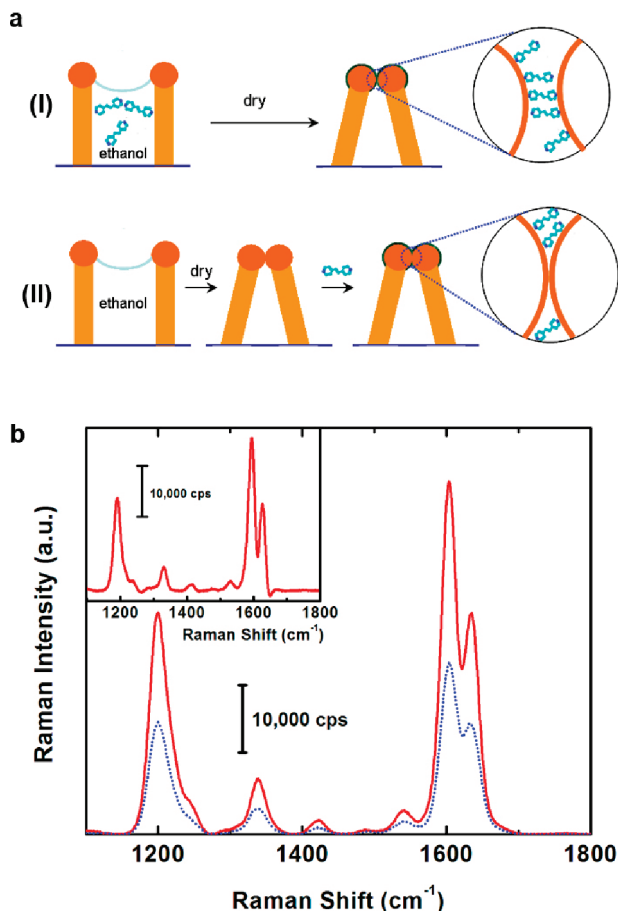 a
(I)
ethanol
dry
(II)
ethanol
dry
b
10,000 cps
1200 1400 1600 1800
Raman Shift (cm⁻¹)
10,000 cps
Raman Intensity (a.u.)
1200 1400 1600 1800
Raman Shift (cm⁻¹)